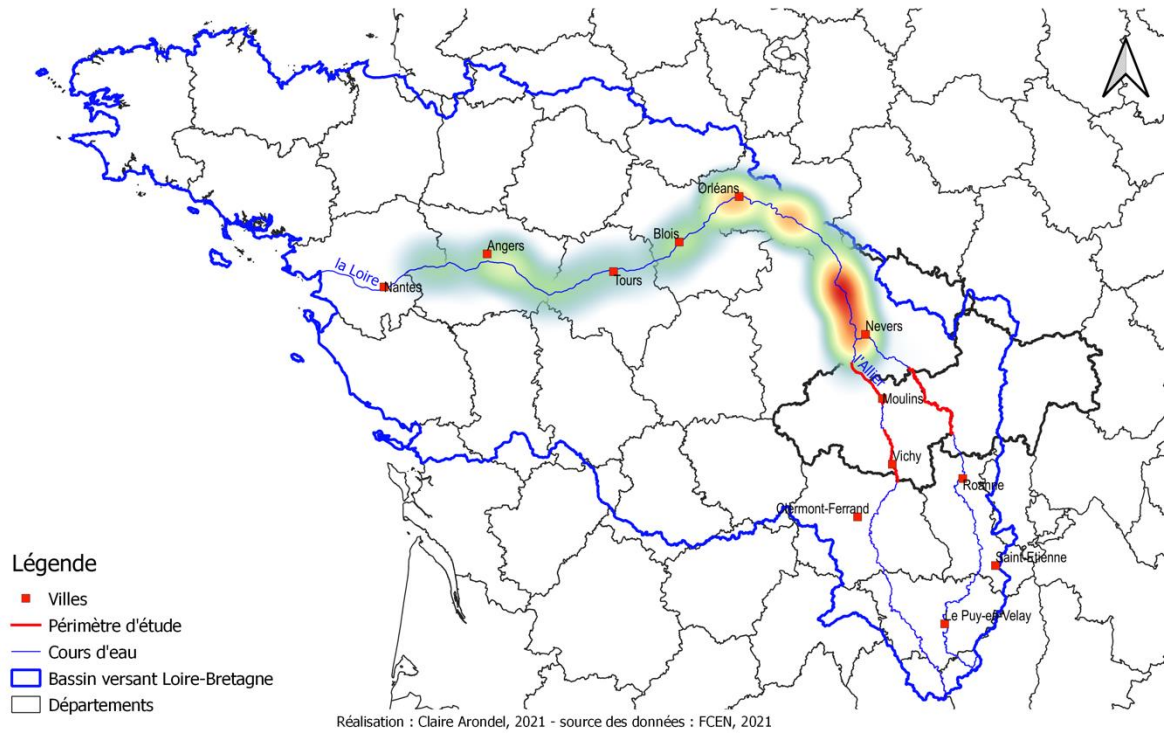 Orléans
Blois
Angers
la Loire
Tours
Nantes
Nevers
l'Allier
Moulins
Vichy
Roanne
Clermont-Ferrand
Saint-Etienne
Le Puy-en-Velay
Légende
Villes
Périmètre d'étude
Cours d'eau
Bassin versant Loire-Bretagne
Départements
Réalisation : Claire Arondel, 2021 - source des données : FCEN, 2021